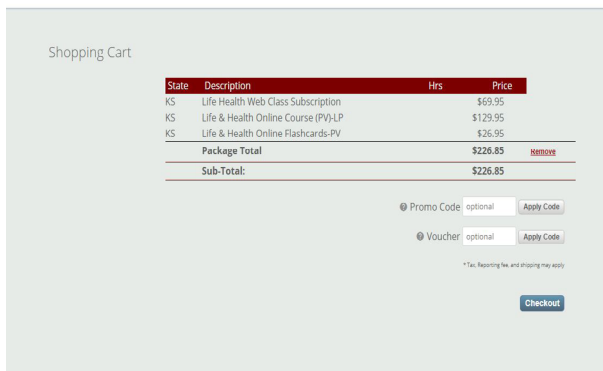 Shopping Cart
State Description Hrs Price
KS Life Health Web Class Subscription $69.95
KS Life & Health Online Course (PV)-LP $129.95
KS Life & Health Online Flashcards-PV $26.95
Package Total $226.85 Remove
Sub-Total: $226.85
Promo Code optional Apply Code
Voucher optional Apply Code
* Tax, Reporting fee, and shipping may apply
Checkout